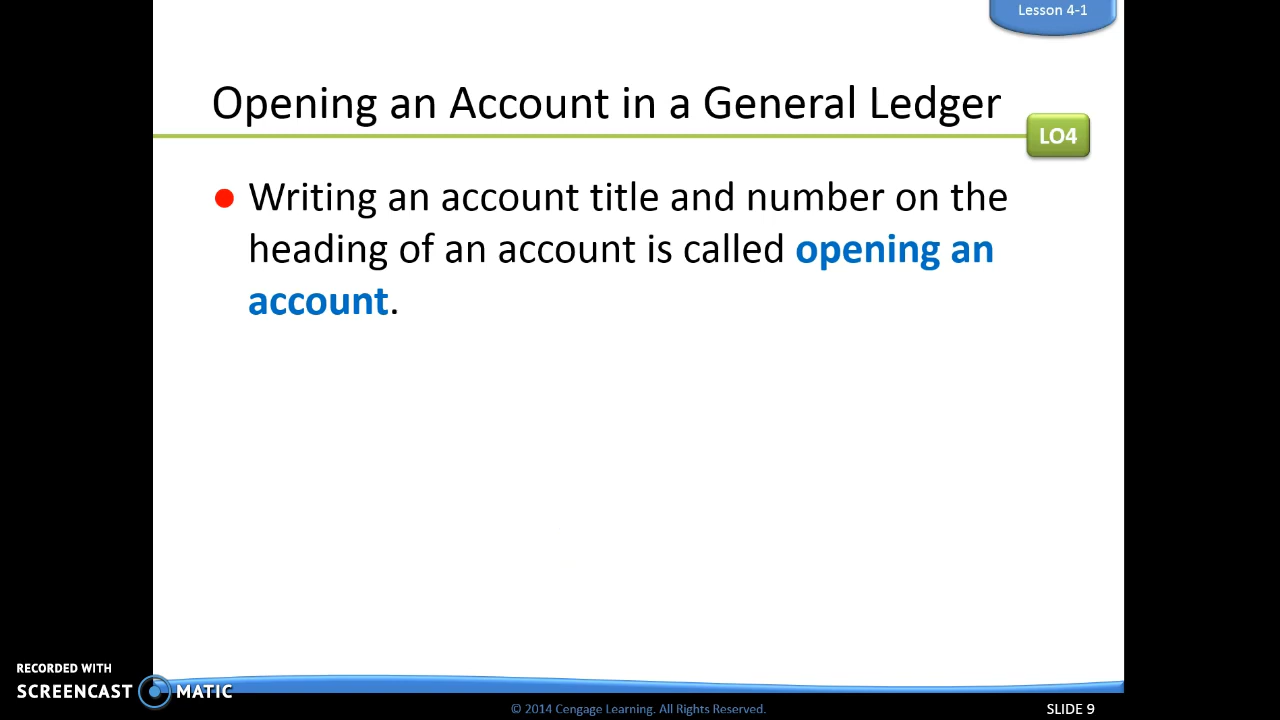 Lesson 4-1
Opening an Account in a General Ledger
LO4
Writing an account title and number on the
heading of an account is called opening an
account.
RECORDED WITH
SCREENCAST MATIC
© 2014 Cengage Learning. All Rights Reserved.
SLIDE 9